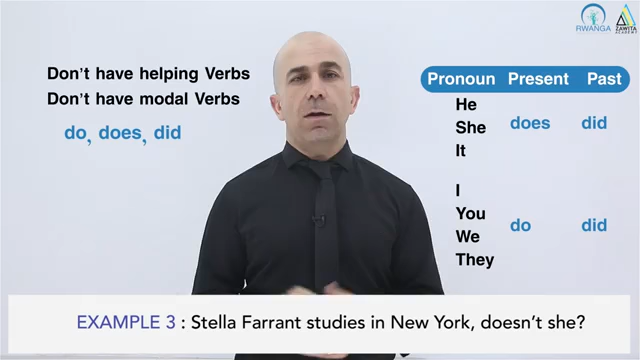 RWANGA
ZAWITA
ACADEMY
Don't have helping Verbs
Don't have modal Verbs
do, does, did
Pronoun Present Past
He
She
It
does did
I
You
We
They
do did
EXAMPLE 3 : Stella Farrant studies in New York, doesn't she?